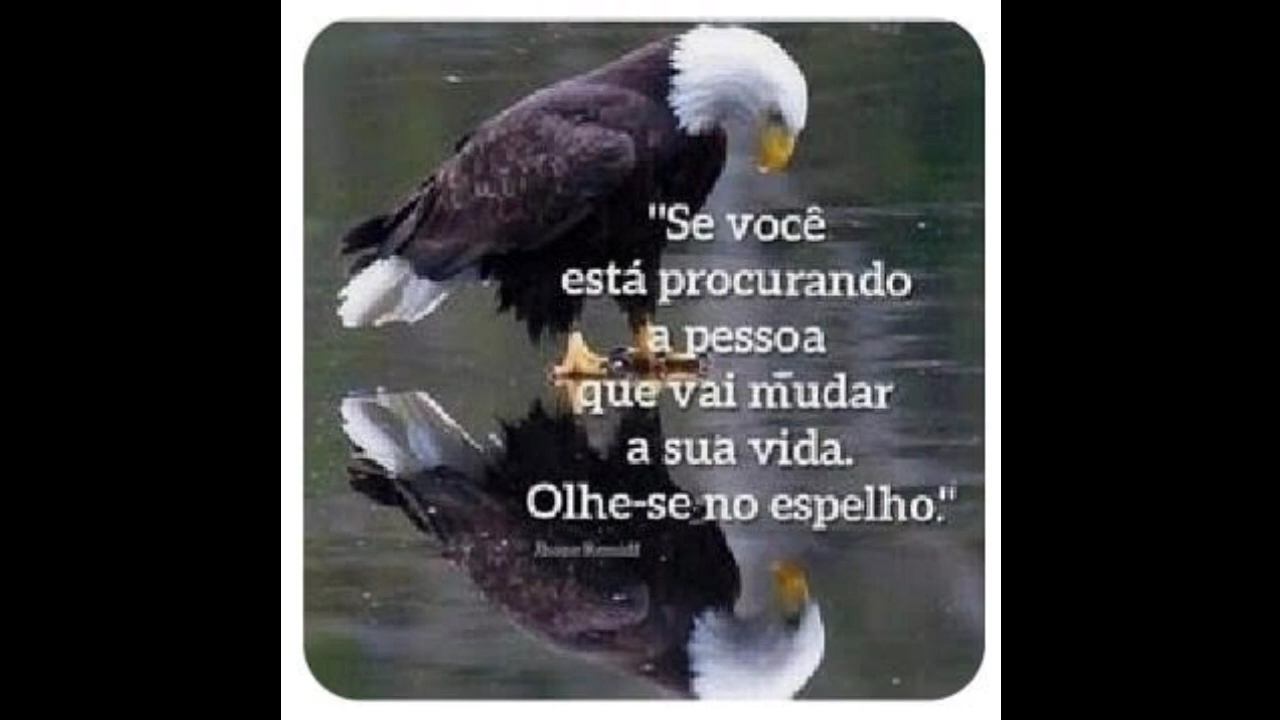 "Se você
está procurando
a pessoa
que vai mudar
a sua vida.
Olhe-se no espelho."